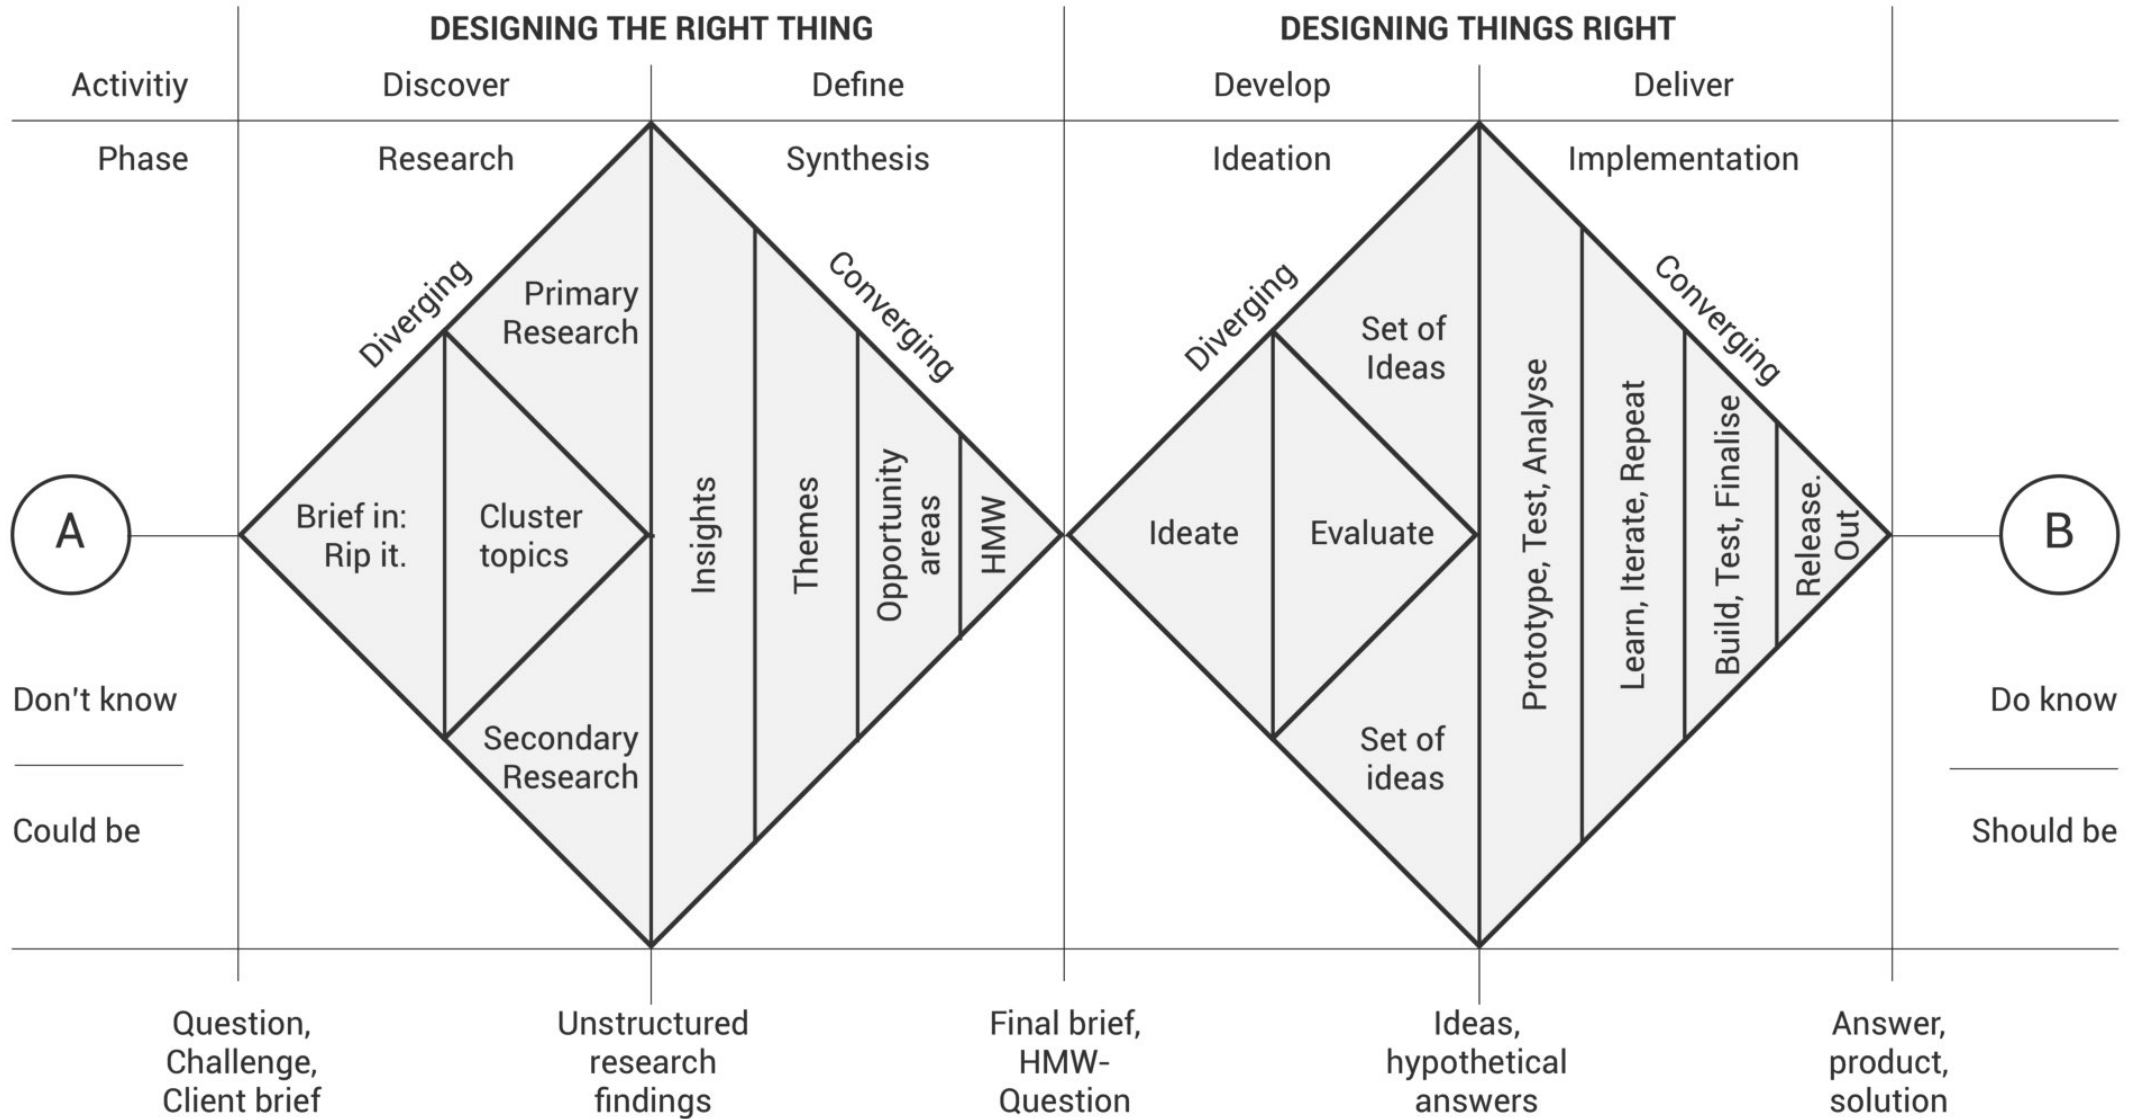 DESIGNING THE RIGHT THING
DESIGNING THINGS RIGHT
Activitiy
Discover
Define
Develop
Deliver
Phase
Research
Synthesis
Ideation
Implementation
Diverging
Converging
Diverging
Converging
Primary
Research
Set of
Ideas
A
Brief in:
Rip it.
Cluster
topics
Insights
Themes
Opportunity
areas
HMW
Ideate
Evaluate
Prototype, Test, Analyse
Learn, Iterate, Repeat
Build, Test, Finalise
Release.
Out
B
Secondary
Research
Set of
ideas
Don't know
Could be
Do know
Should be
Question,
Challenge,
Client brief
Unstructured
research
findings
Final brief,
HMW-
Question
Ideas,
hypothetical
answers
Answer,
product,
solution